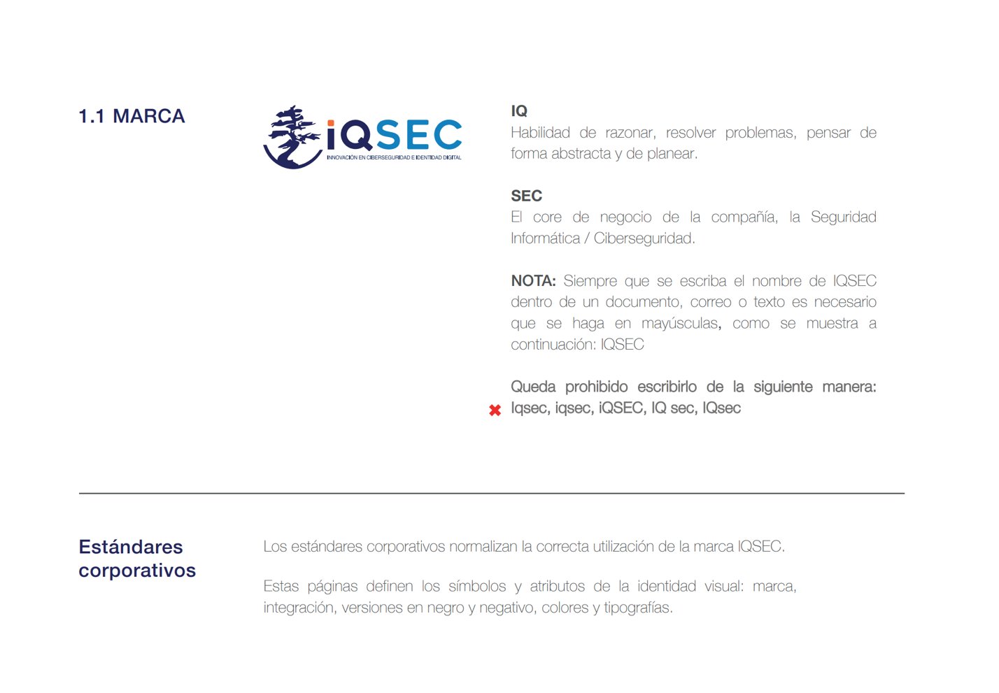 1.1 MARCA
iQSEC
INNOVACIÓN EN CIBERSEGURIDAD E IDENTIDAD DIGITAL
IQ
Habilidad de razonar, resolver problemas, pensar de
forma abstracta y de planear.
SEC
El core de negocio de la compañía, la Seguridad
Informática / Ciberseguridad.
NOTA: Siempre que se escriba el nombre de IQSEC
dentro de un documento, correo o texto es necesario
que se haga en mayúsculas, como se muestra a
continuación: IQSEC
Queda prohibido escribirlo de la siguiente manera:
Iqsec, iqsec, iQSEC, IQ sec, IQsec
Estándares
corporativos
Los estándares corporativos normalizan la correcta utilización de la marca IQSEC.
Estas páginas definen los símbolos y atributos de la identidad visual: marca,
integración, versiones en negro y negativo, colores y tipografías.